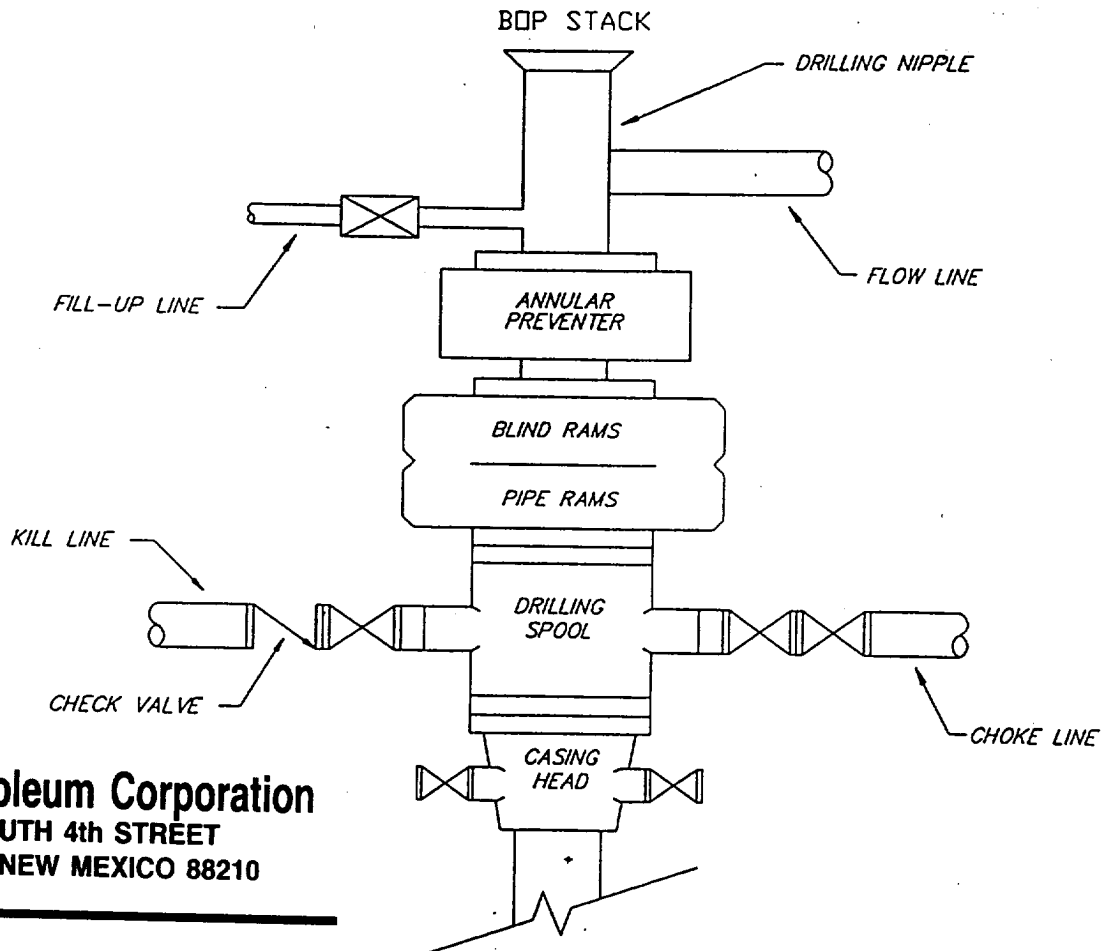 BOP STACK
DRILLING NIPPLE
FILL-UP LINE
FLOW LINE
ANNULAR
PREVENTER
BLIND RAMS
PIPE RAMS
KILL LINE
DRILLING
SPOOL
CHECK VALVE
CHOKE LINE
CASING
HEAD
oleum Corporation
UTH 4th STREET
NEW MEXICO 88210